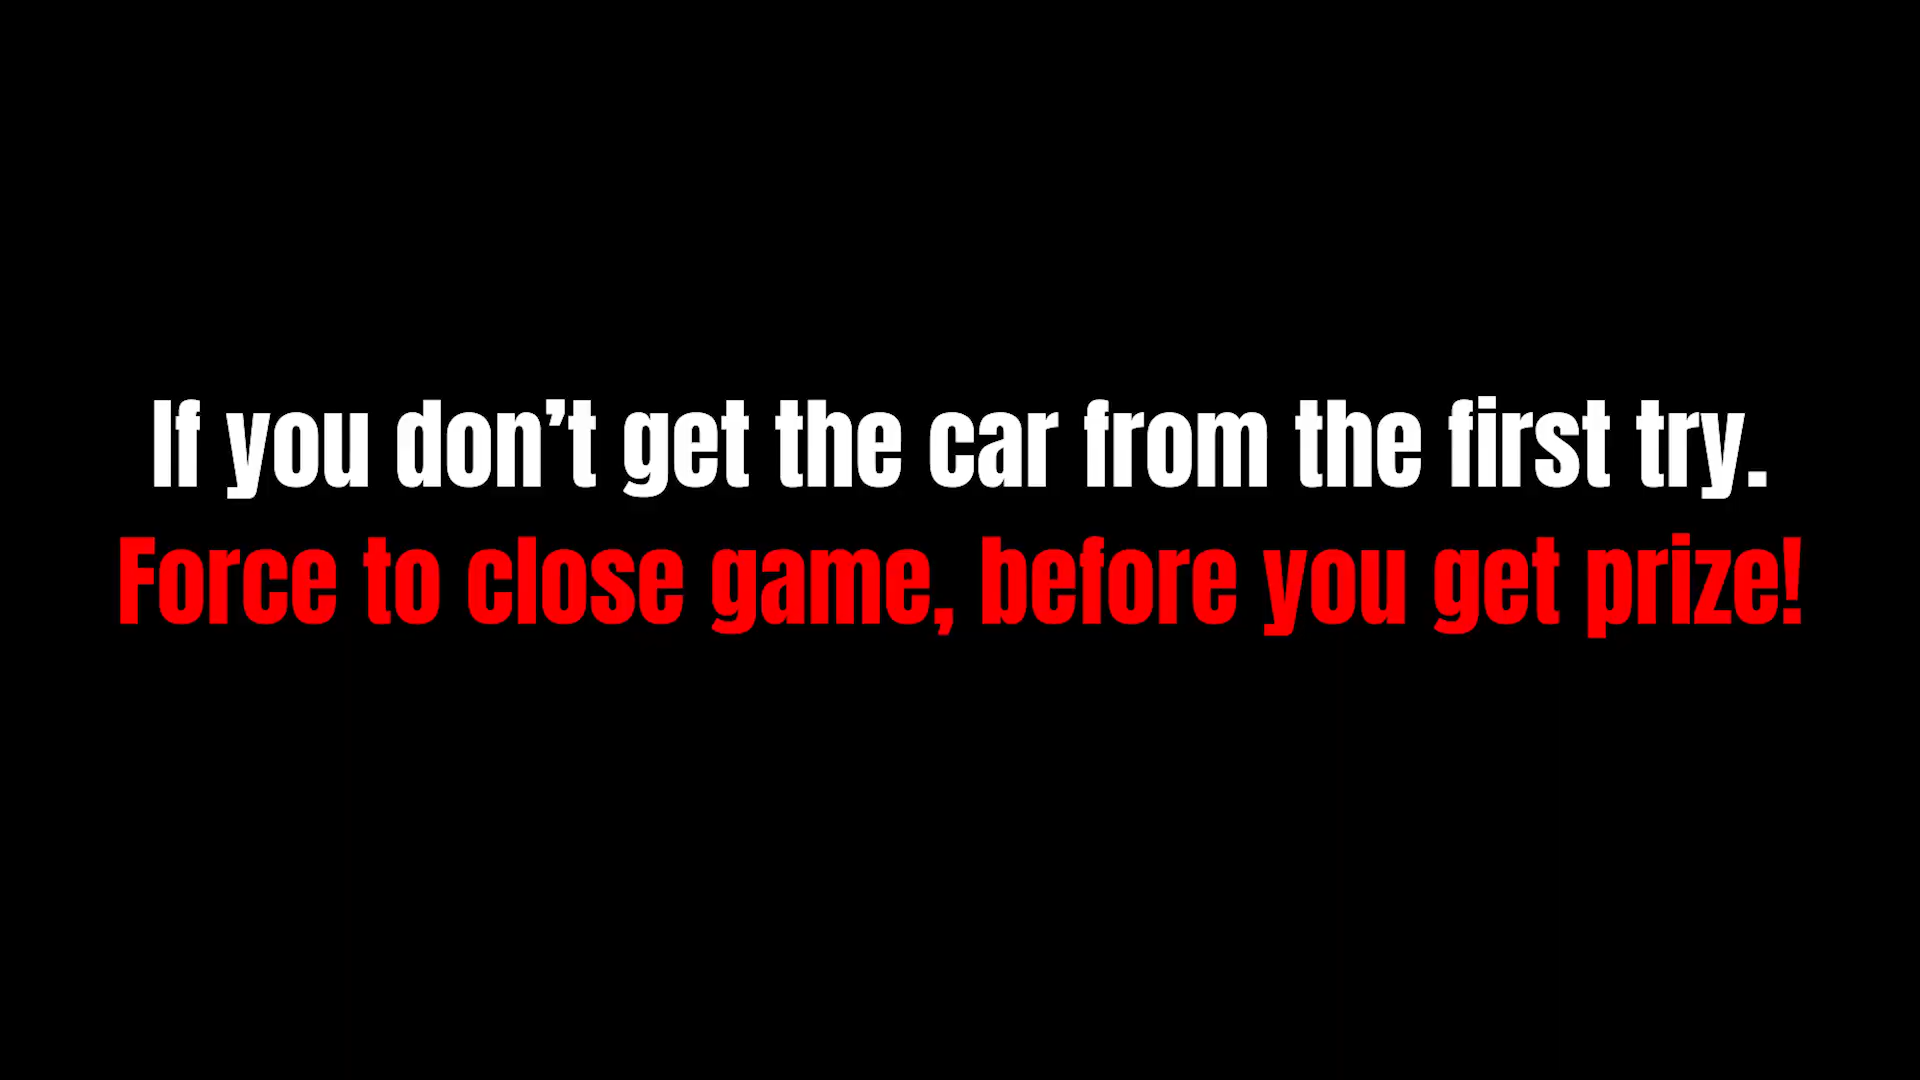 If you don’t get the car from the first try.
Force to close game, before you get prize!